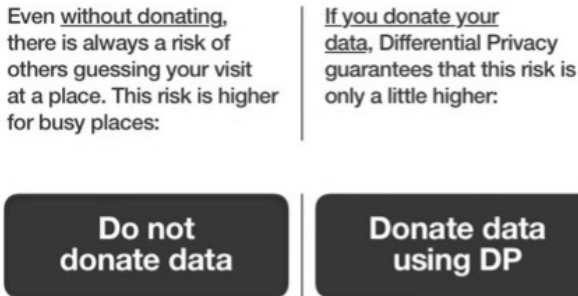 Even without donating,
there is always a risk of
others guessing your visit
at a place. This risk is higher
for busy places:
If you donate your
data, Differential Privacy
guarantees that this risk is
only a little higher:
Do not
donate data
Donate data
using DP